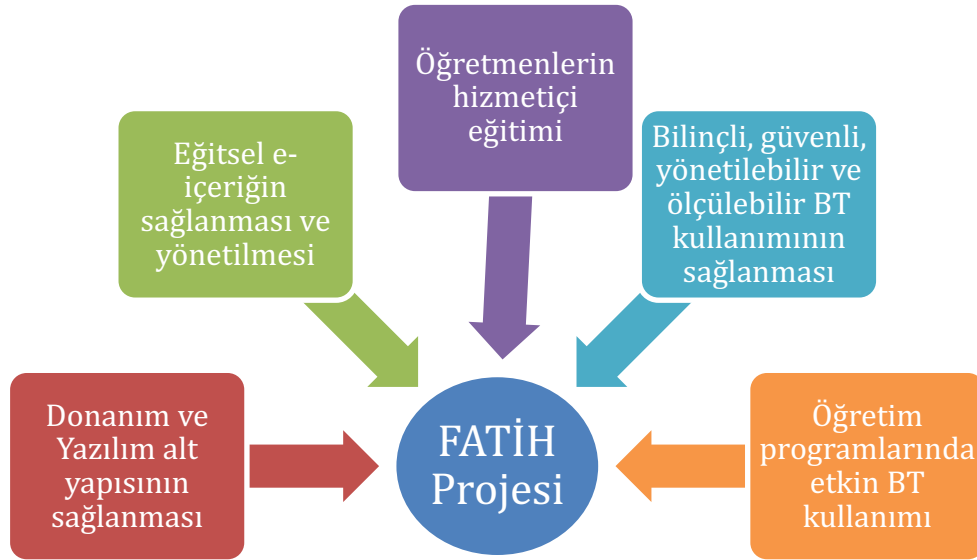 Öğretmenlerin
hizmetiçi
eğitimi
Eğitsel e-
içeriğin
sağlanması ve
yönetilmesi
Bilinçli, güvenli,
yönetilebilir ve
ölçülebilir BT
kullanımının
sağlanması
Donanım ve
Yazılım alt
yapısının
sağlanması
FATİH
Projesi
Öğretim
programlarında
etkin BT
kullanımı